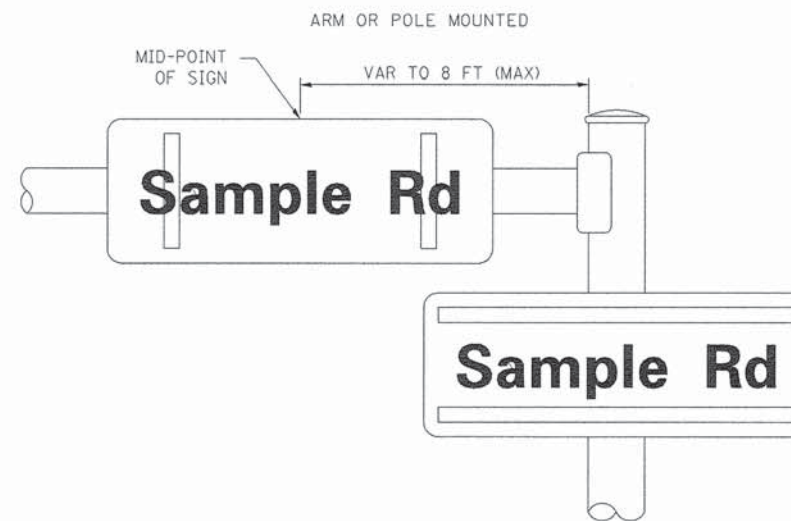 ARM OR POLE MOUNTED
MID-POINT
OF SIGN
VAR TO 8 FT (MAX)
Sample Rd
Sample Rd